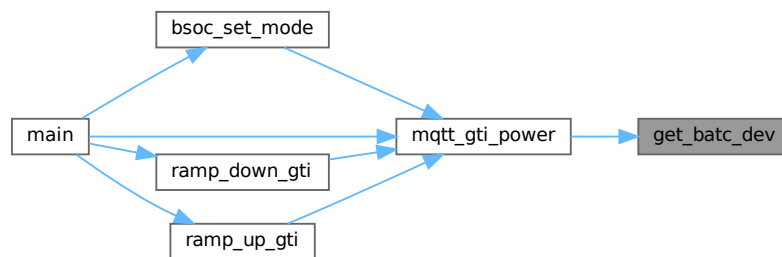 bsoc_set_mode
main
mqtt_gti_power
get_batc_dev
ramp_down_gti
ramp_up_gti